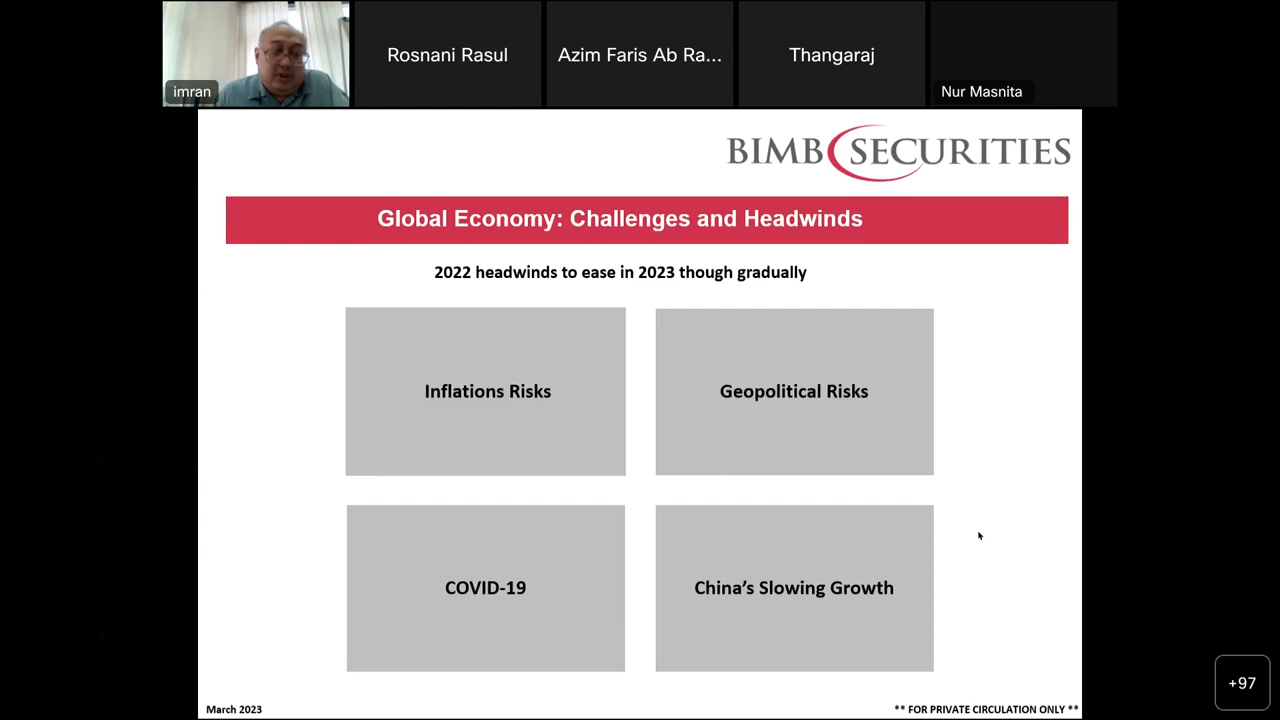 imran
Rosnani Rasul
Azim Faris Ab Ra...
Thangaraj
Nur Masnita
BIMB SECURITIES
Global Economy: Challenges and Headwinds
2022 headwinds to ease in 2023 though gradually
Inflations Risks
Geopolitical Risks
COVID-19
China’s Slowing Growth
+97
March 2023
** FOR PRIVATE CIRCULATION ONLY **